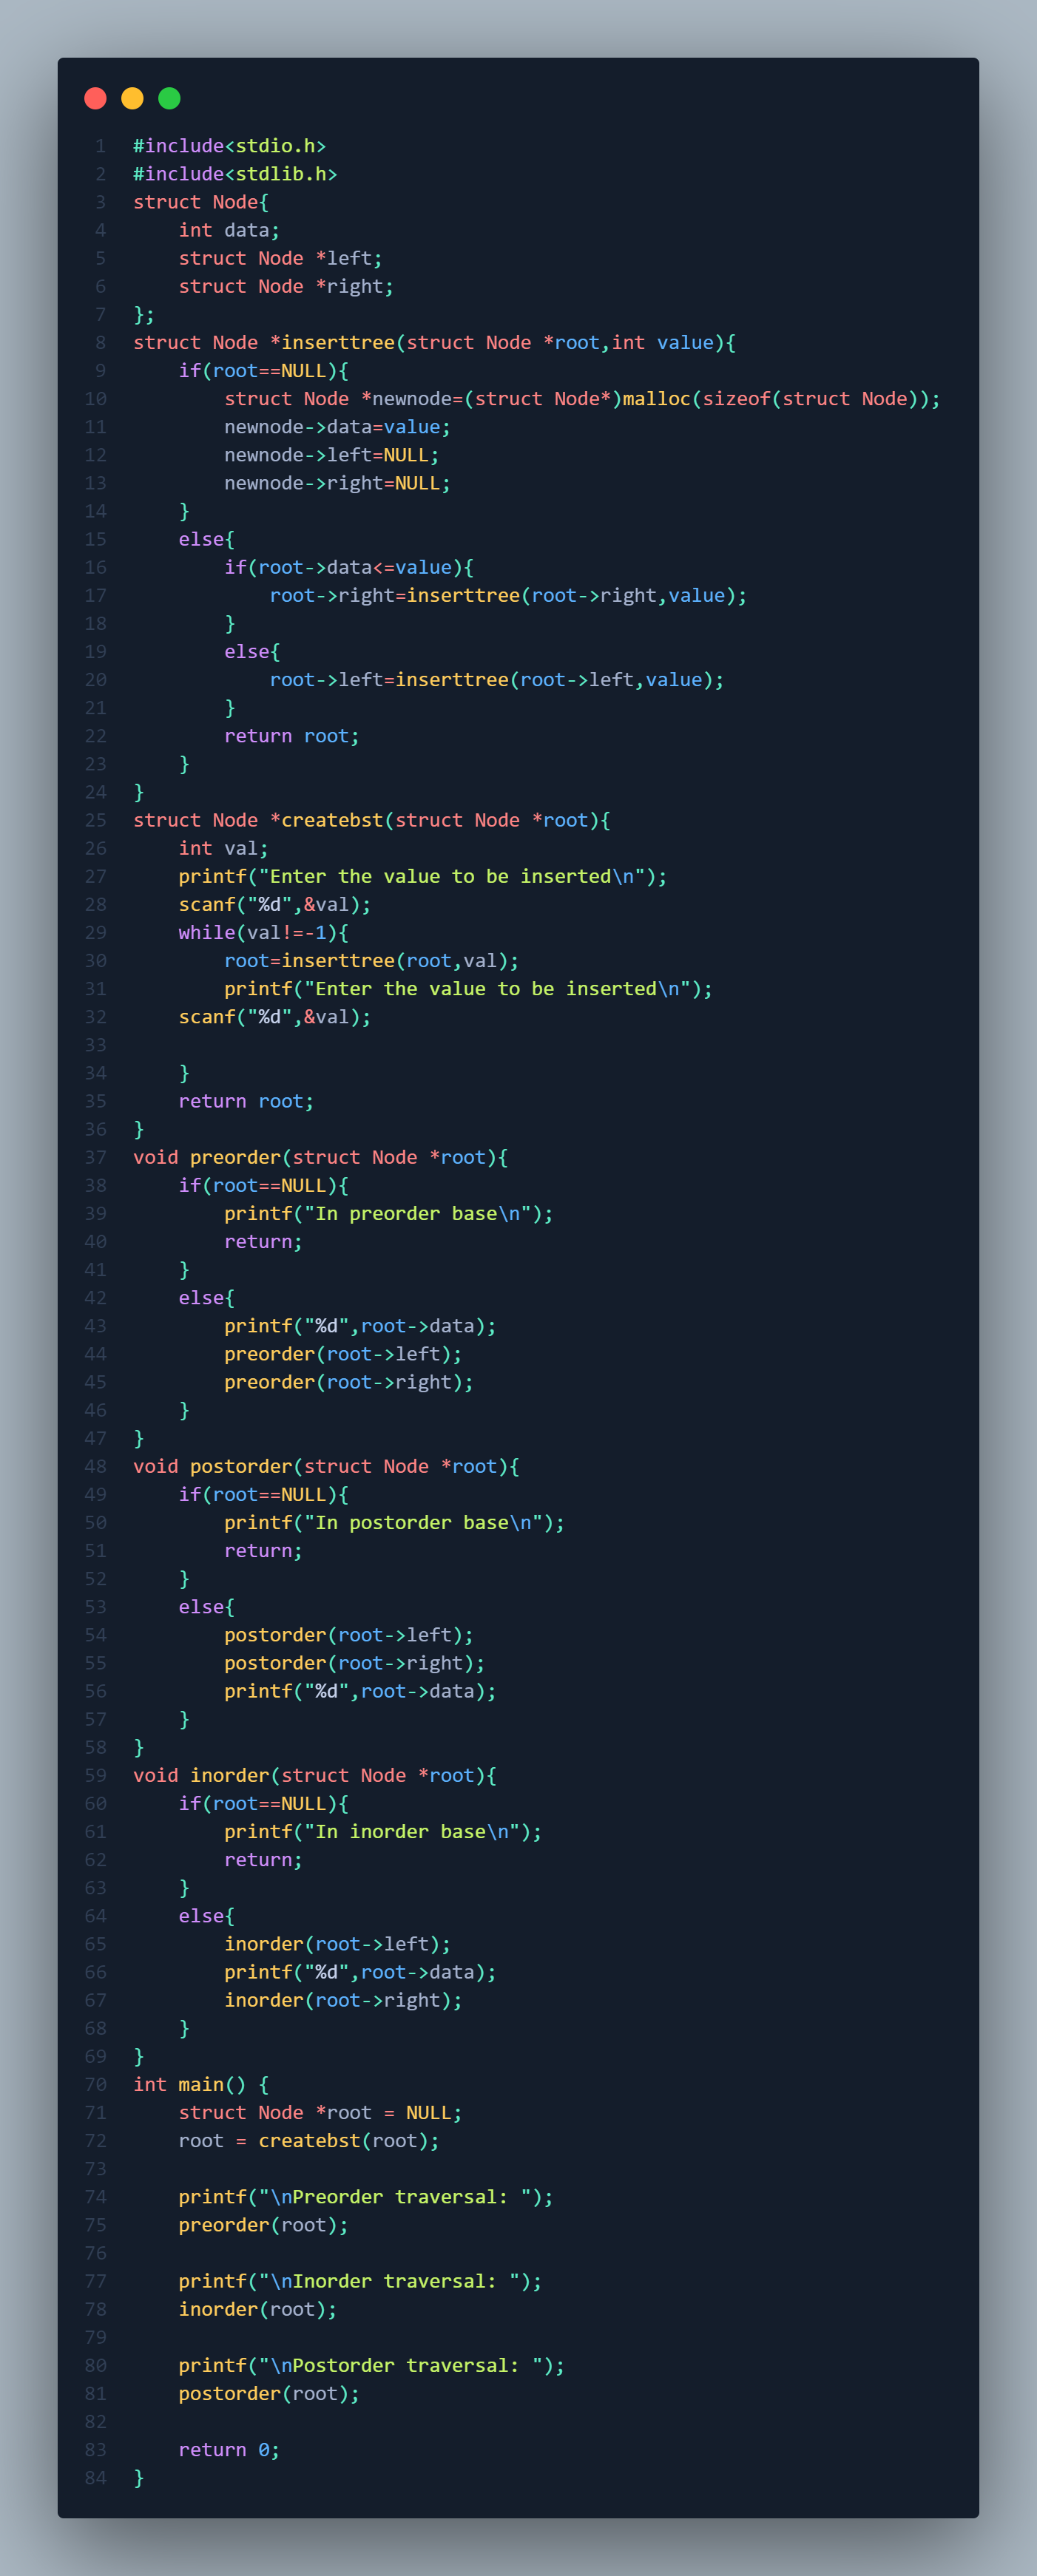 1 #include<stdio.h>
2 #include<stdlib.h>
3 struct Node{
4     int data;
5     struct Node *left;
6     struct Node *right;
7 };
8 struct Node *inserttree(struct Node *root,int value){
9     if(root==NULL){
10         struct Node *newnode=(struct Node*)malloc(sizeof(struct Node));
11         newnode->data=value;
12         newnode->left=NULL;
13         newnode->right=NULL;
14     }
15     else{
16         if(root->data<=value){
17             root->right=inserttree(root->right,value);
18         }
19         else{
20             root->left=inserttree(root->left,value);
21         }
22         return root;
23     }
24 }
25 struct Node *createbst(struct Node *root){
26     int val;
27     printf("Enter the value to be inserted\n");
28     scanf("%d",&val);
29     while(val!=-1){
30         root=inserttree(root,val);
31         printf("Enter the value to be inserted\n");
32     scanf("%d",&val);
33
34     }
35     return root;
36 }
37 void preorder(struct Node *root){
38     if(root==NULL){
39         printf("In preorder base\n");
40         return;
41     }
42     else{
43         printf("%d",root->data);
44         preorder(root->left);
45         preorder(root->right);
46     }
47 }
48 void postorder(struct Node *root){
49     if(root==NULL){
50         printf("In postorder base\n");
51         return;
52     }
53     else{
54         postorder(root->left);
55         postorder(root->right);
56         printf("%d",root->data);
57     }
58 }
59 void inorder(struct Node *root){
60     if(root==NULL){
61         printf("In inorder base\n");
62         return;
63     }
64     else{
65         inorder(root->left);
66         printf("%d",root->data);
67         inorder(root->right);
68     }
69 }
70 int main() {
71     struct Node *root = NULL;
72     root = createbst(root);
73
74     printf("\nPreorder traversal: ");
75     preorder(root);
76
77     printf("\nInorder traversal: ");
78     inorder(root);
79
80     printf("\nPostorder traversal: ");
81     postorder(root);
82
83     return 0;
84 }